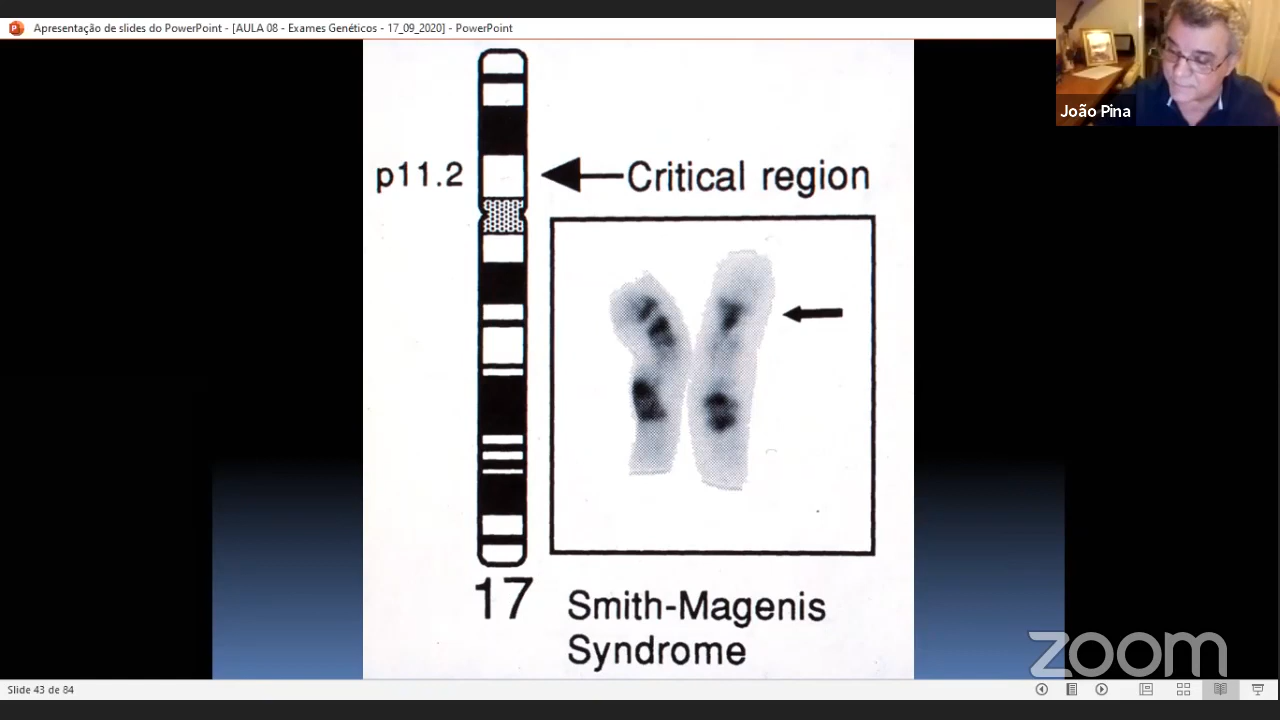 Apresentação de slides do PowerPoint - [AULA 08 - Exames Genéticos - 17_09_2020] - PowerPoint
João Pina
p11.2
Critical region
17
Smith-Magenis
Syndrome
zoom
Slide 43 de 84